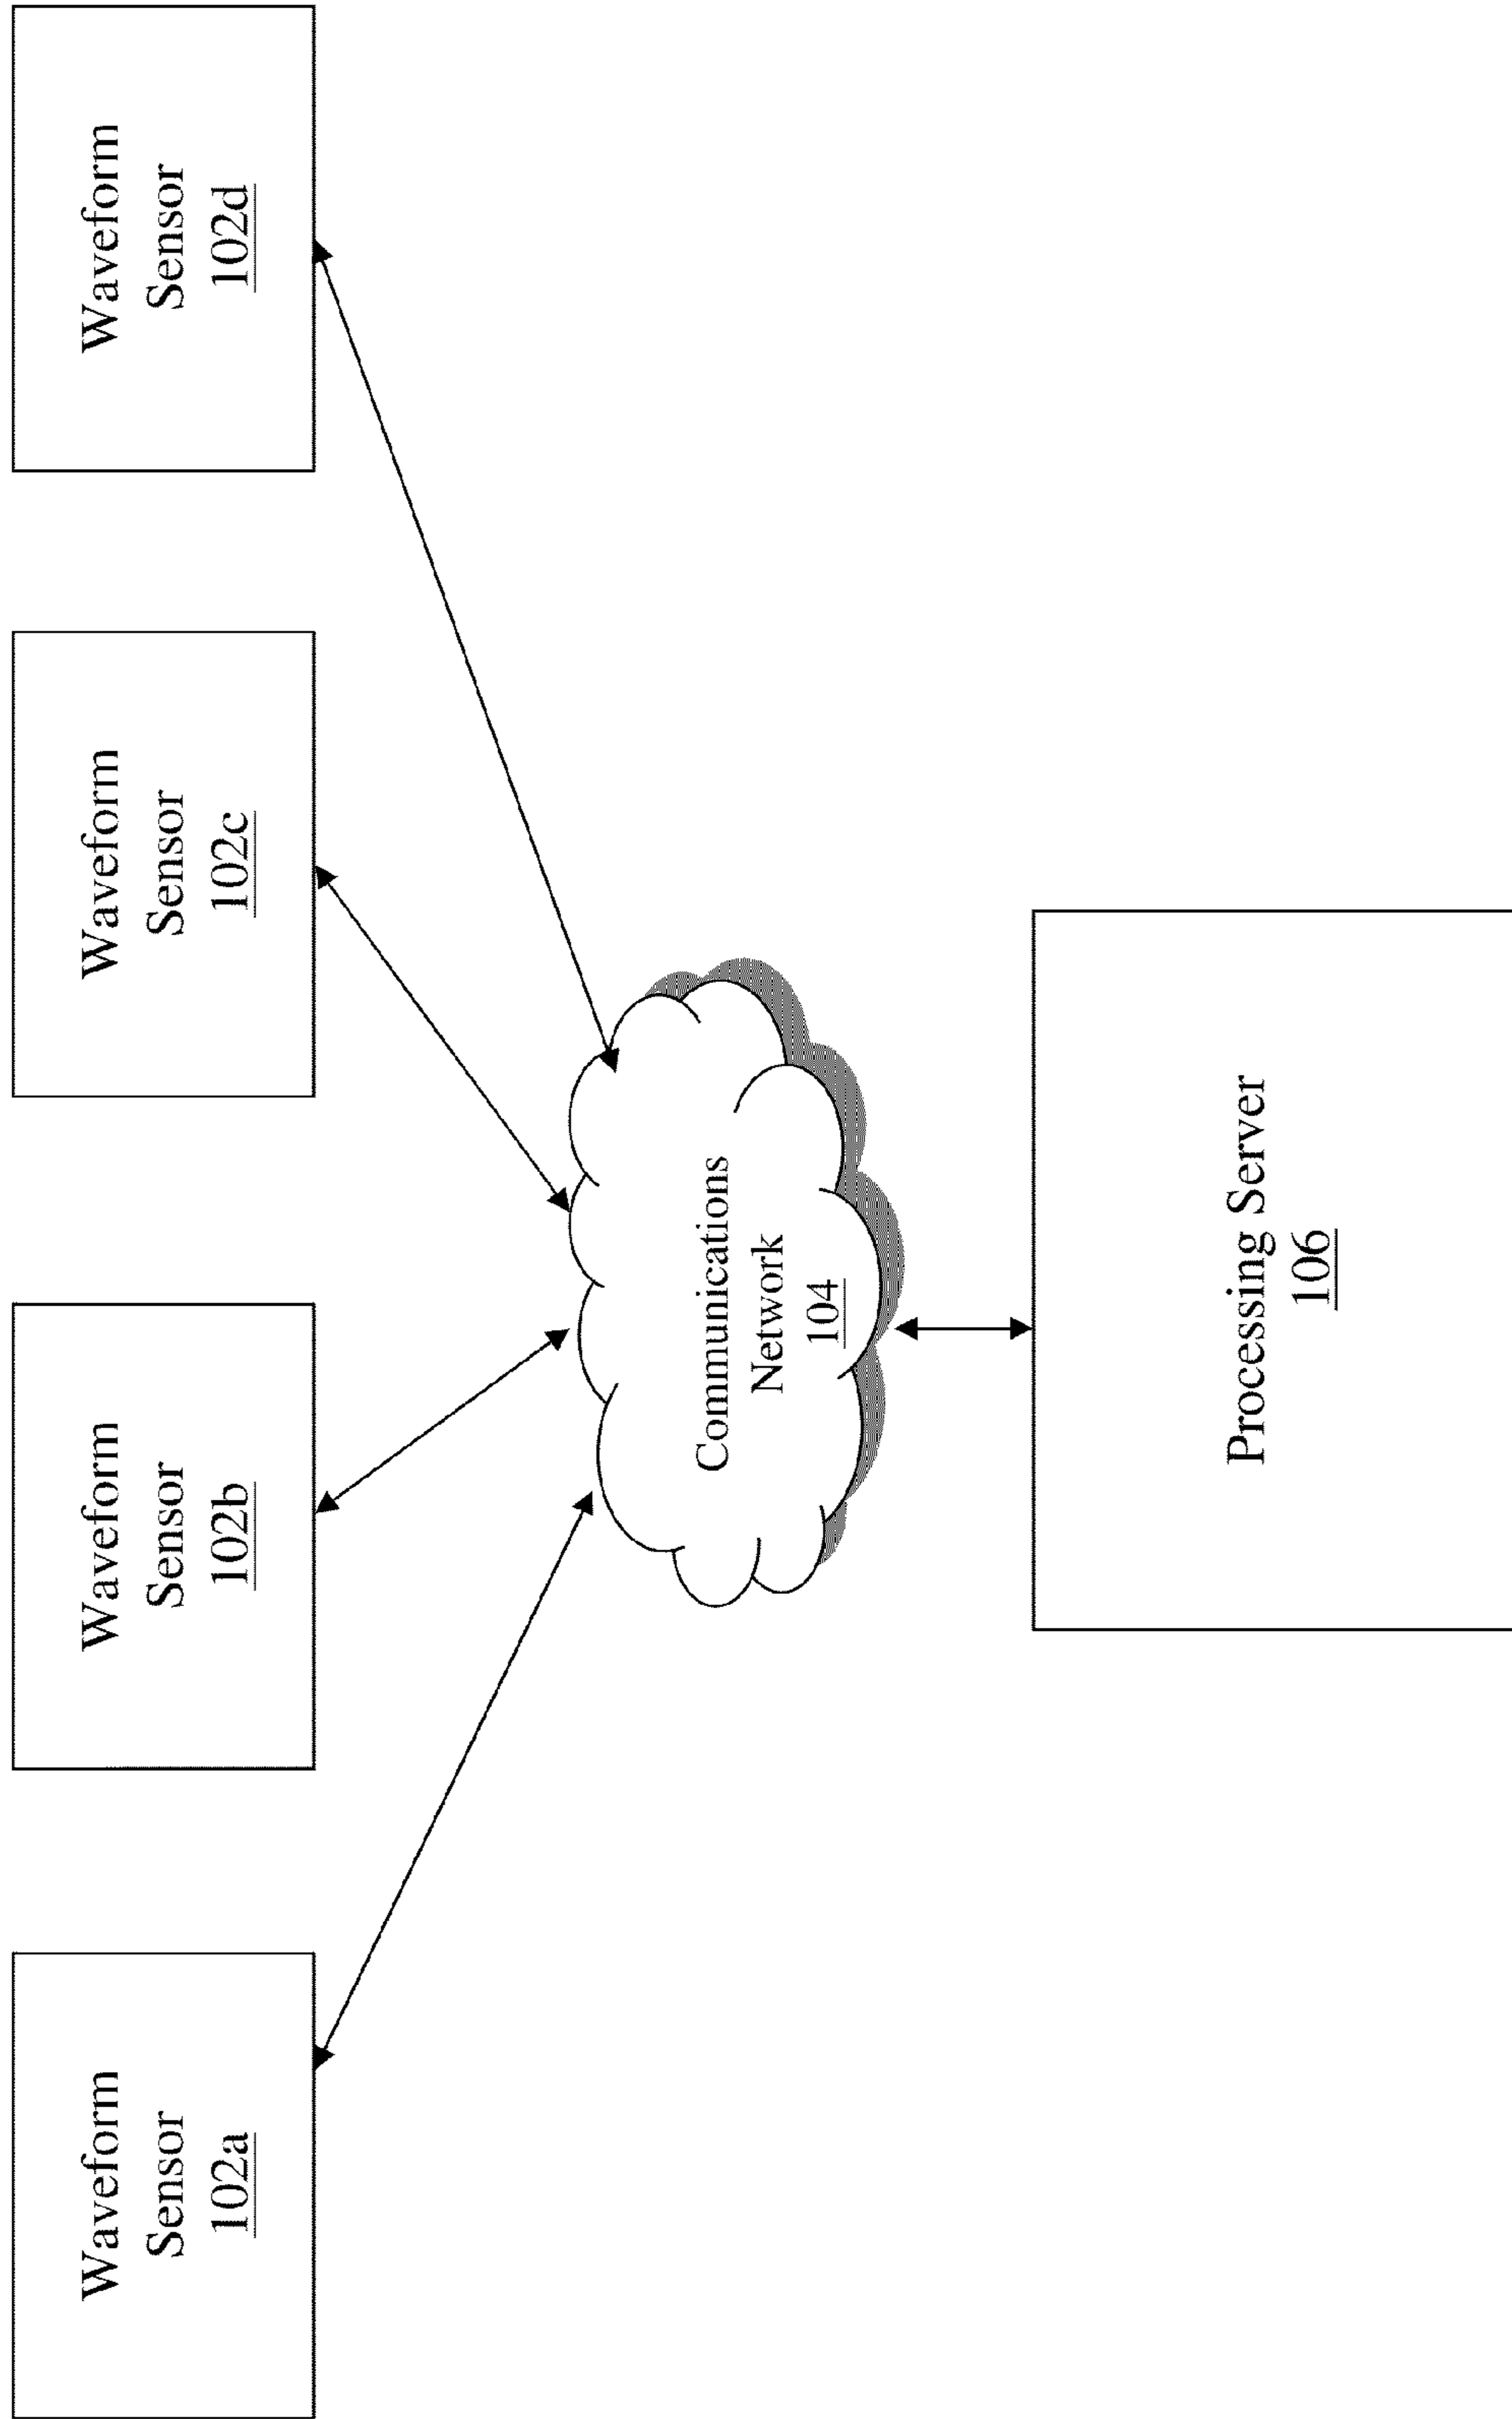 Waveform
Sensor
102a
Waveform
Sensor
102b
Waveform
Sensor
102c
Waveform
Sensor
102d
Communications
Network
104
Processing Server
106